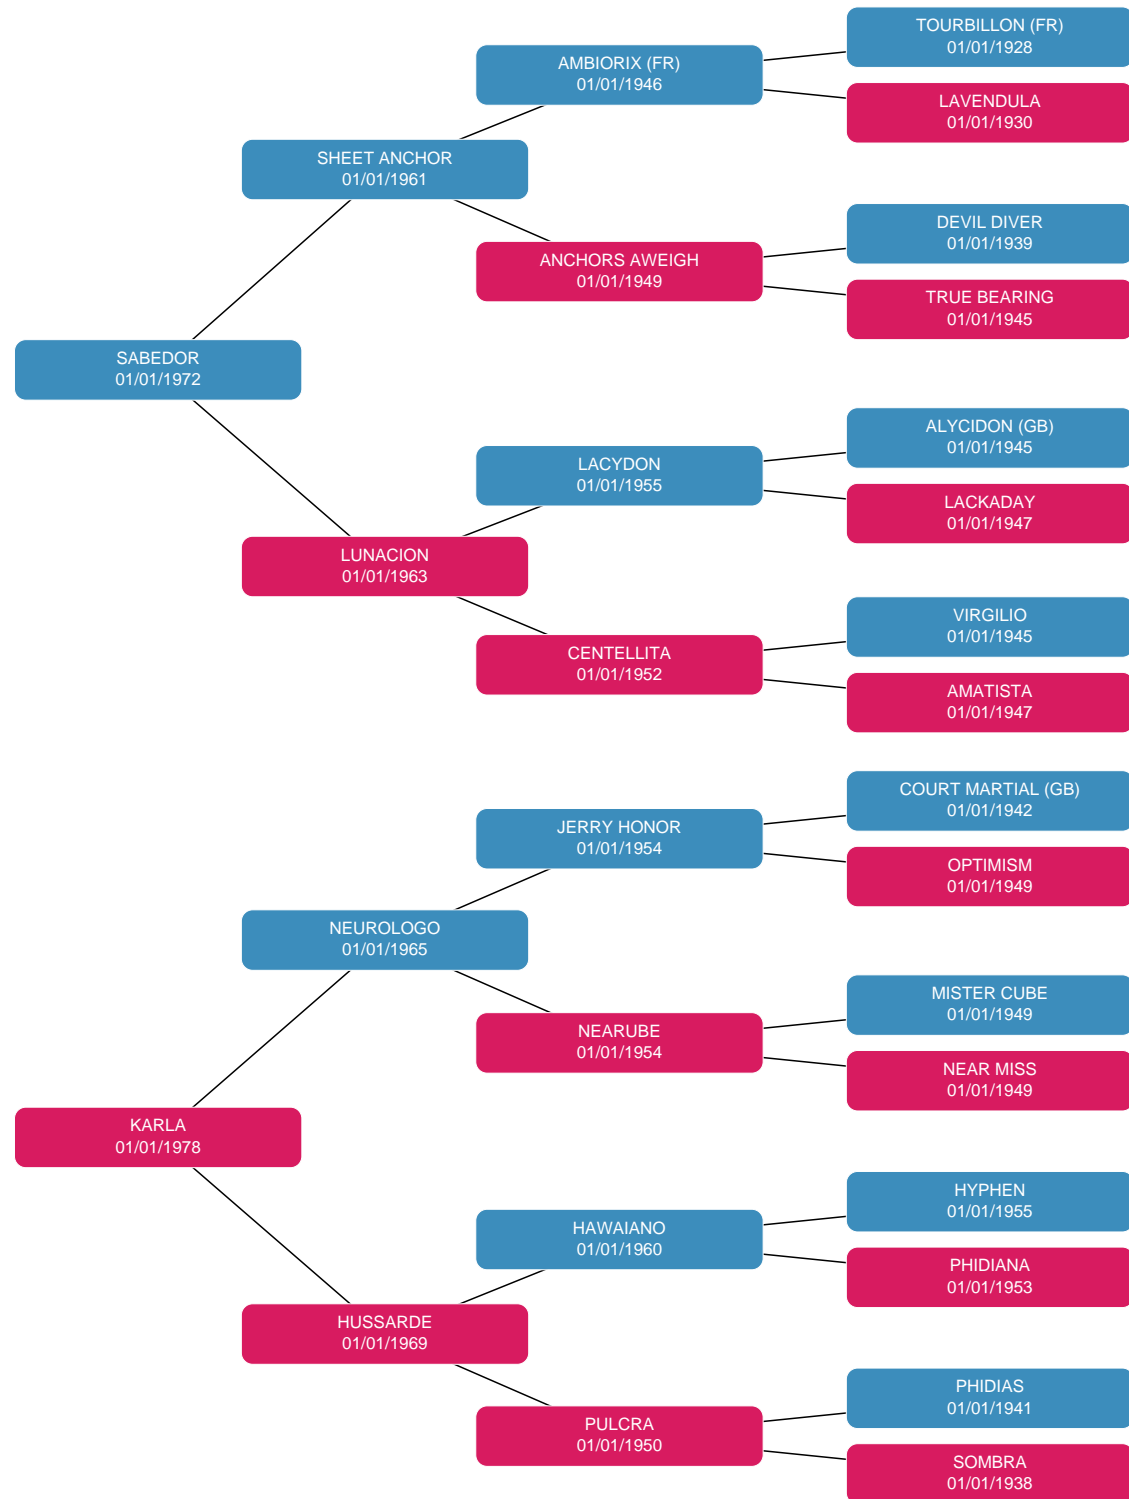 TOURBILLON (FR)
01/01/1928
AMBIORIX (FR)
01/01/1946
LAVENDULA
01/01/1930
SHEET ANCHOR
01/01/1961
DEVIL DIVER
01/01/1939
ANCHORS AWEIGH
01/01/1949
TRUE BEARING
01/01/1945
SABEDOR
01/01/1972
ALYCIDON (GB)
01/01/1945
LACYDON
01/01/1955
LACKADAY
01/01/1947
LUNACION
01/01/1963
VIRGILIO
01/01/1945
CENTELLITA
01/01/1952
AMATISTA
01/01/1947
COURT MARTIAL (GB)
01/01/1942
JERRY HONOR
01/01/1954
OPTIMISM
01/01/1949
NEUROLOGO
01/01/1965
MISTER CUBE
01/01/1949
NEARUBE
01/01/1954
NEAR MISS
01/01/1949
KARLA
01/01/1978
HYPHEN
01/01/1955
HAWAIANO
01/01/1960
PHIDIANA
01/01/1953
HUSSARDE
01/01/1969
PHIDIAS
01/01/1941
PULCRA
01/01/1950
SOMBRA
01/01/1938